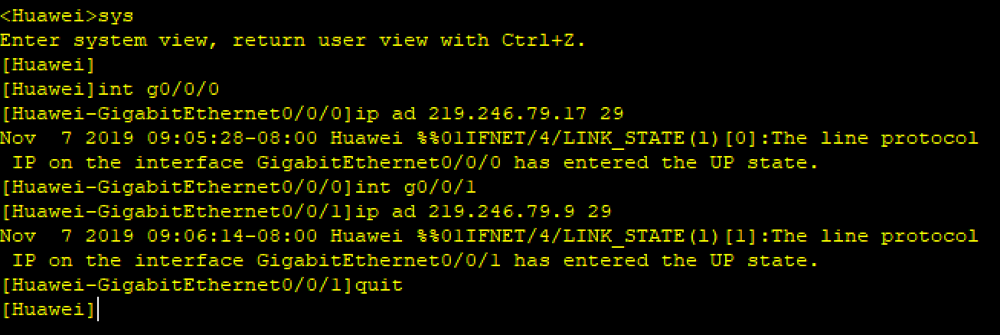 <Huawei>sys
Enter system view, return user view with Ctrl+Z.
[Huawei]
[Huawei]int g0/0/0
[Huawei-GigabitEthernet0/0/0]ip ad 219.246.79.17 29
Nov  7 2019 09:05:28-08:00 Huawei %%01IFNET/4/LINK_STATE(l)[0]:The line protocol
 IP on the interface GigabitEthernet0/0/0 has entered the UP state.
[Huawei-GigabitEthernet0/0/0]int g0/0/1
[Huawei-GigabitEthernet0/0/1]ip ad 219.246.79.9 29
Nov  7 2019 09:06:14-08:00 Huawei %%01IFNET/4/LINK_STATE(l)[1]:The line protocol
 IP on the interface GigabitEthernet0/0/1 has entered the UP state.
[Huawei-GigabitEthernet0/0/1]quit
[Huawei]